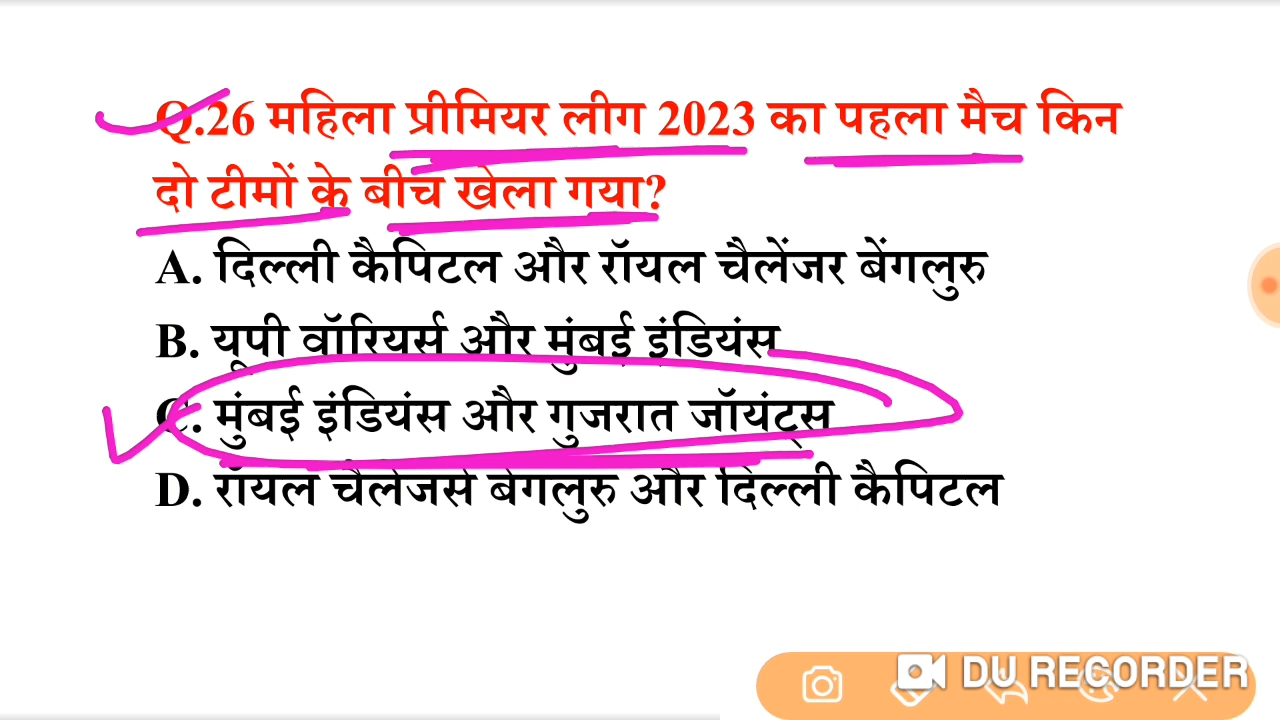 Q.26 महिला प्रीमियर लीग 2023 का पहला मैच किन
दो टीमों के बीच खेला गया?
A. दिल्ली कैपिटल और रॉयल चैलेंजर बेंगलुरु
B. यूपी वॉरियर्स और मुंबई इंडियंस
C. मुंबई इंडियंस और गुजरात जॉयंट्स
D. रॉयल चैलेंजर्स बेंगलुरु और दिल्ली कैपिटल
DU RECORDER